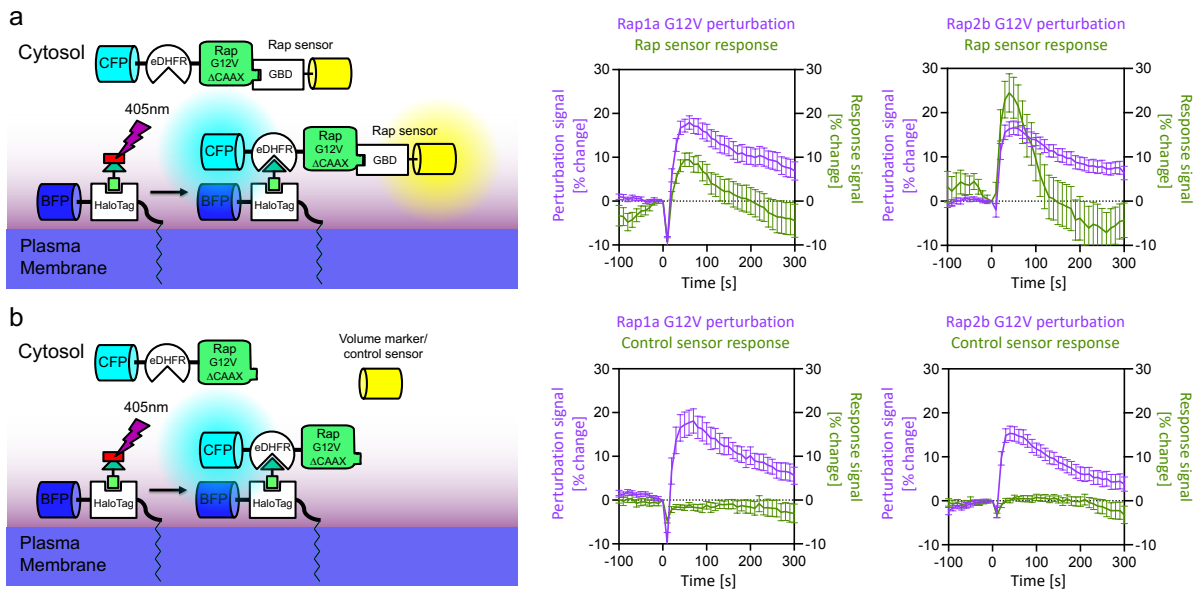 a
Cytosol
CFP
eDHFR
Rap
G12V
ΔCAAX
Rap sensor
GBD
405nm
BFP
HaloTag
CFP
eDHFR
Rap
G12V
ΔCAAX
Rap sensor
GBD
BFP
HaloTag
Plasma
Membrane
Rap1a G12V perturbation
Rap sensor response
Perturbation signal
[% change]
30
20
10
0
-10
30
20
10
0
-10
Response signal
[% change]
-100 0 100 200 300
Time [s]
Rap2b G12V perturbation
Rap sensor response
Perturbation signal
[% change]
30
20
10
0
-10
30
20
10
0
-10
Response signal
[% change]
-100 0 100 200 300
Time [s]
b
Cytosol
CFP
eDHFR
Rap
G12V
ΔCAAX
Volume marker/
control sensor
405nm
BFP
HaloTag
CFP
eDHFR
Rap
G12V
ΔCAAX
BFP
HaloTag
Plasma
Membrane
Rap1a G12V perturbation
Control sensor response
Perturbation signal
[% change]
30
20
10
0
-10
30
20
10
0
-10
Response signal
[% change]
-100 0 100 200 300
Time [s]
Rap2b G12V perturbation
Control sensor response
Perturbation signal
[% change]
30
20
10
0
-10
30
20
10
0
-10
Response signal
[% change]
-100 0 100 200 300
Time [s]